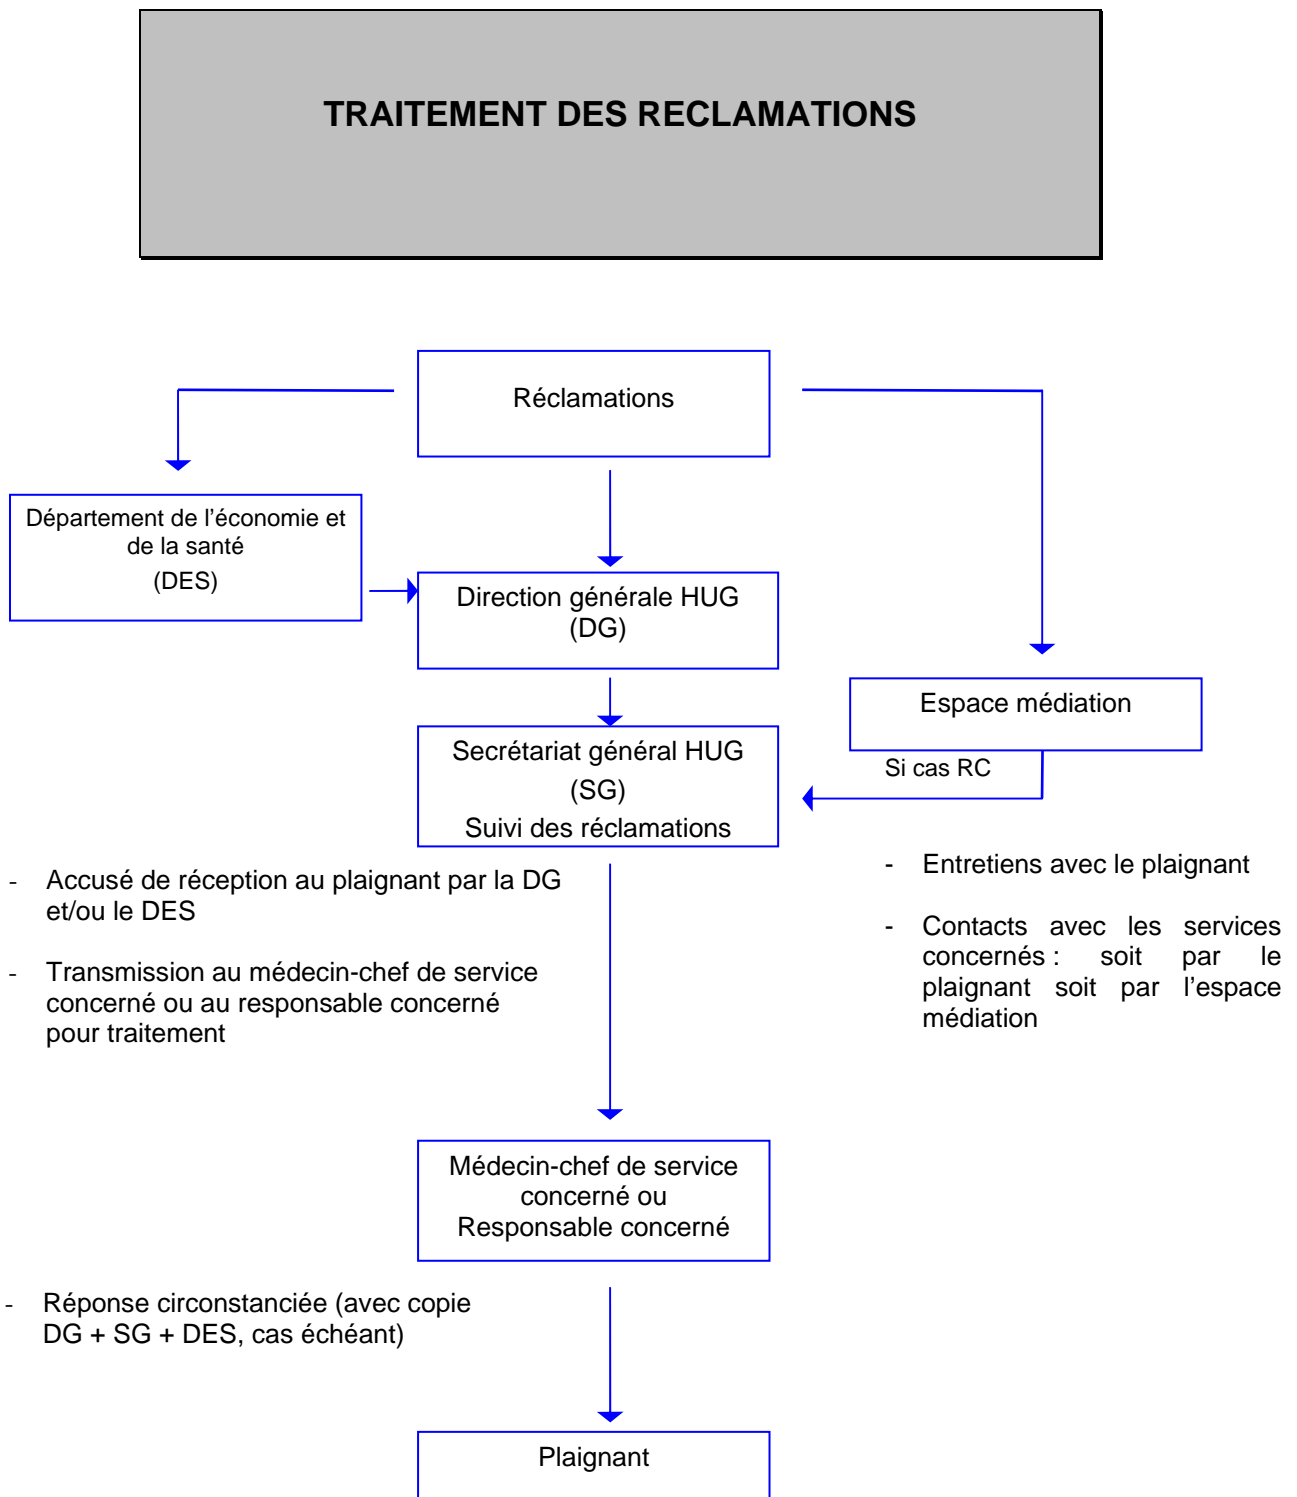 TRAITEMENT DES RECLAMATIONS
Réclamations
Département de l’économie et
de la santé
(DES)
Direction générale HUG
(DG)
Espace médiation
Si cas RC
Secrétariat général HUG
(SG)
Suivi des réclamations
- Accusé de réception au plaignant par la DG
et/ou le DES
- Transmission au médecin-chef de service
concerné ou au responsable concerné
pour traitement
- Entretiens avec le plaignant
- Contacts avec les services
concernés : soit par le
plaignant soit par l’espace
médiation
Médecin-chef de service
concerné ou
Responsable concerné
- Réponse circonstanciée (avec copie
DG + SG + DES, cas échéant)
Plaignant